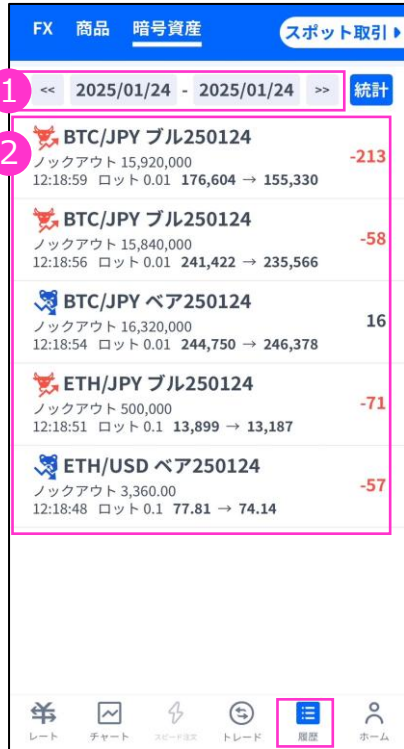 FX 商品 暗号資産 スポット取引
1 << 2025/01/24 - 2025/01/24 >> 統計
2
BTC/JPY ブル250124
ノックアウト 15,920,000
-213
12:18:59 ロット 0.01 176,604 → 155,330
BTC/JPY ブル250124
ノックアウト 15,840,000
-58
12:18:56 ロット 0.01 241,422 → 235,566
BTC/JPY ベア250124
ノックアウト 16,320,000
16
12:18:54 ロット 0.01 244,750 → 246,378
ETH/JPY ブル250124
ノックアウト 500,000
-71
12:18:51 ロット 0.1 13,899 → 13,187
ETH/USD ベア250124
ノックアウト 3,360.00
-57
12:18:48 ロット 0.1 77.81 → 74.14
レート チャート スピード注文 トレード 履歴 ホーム